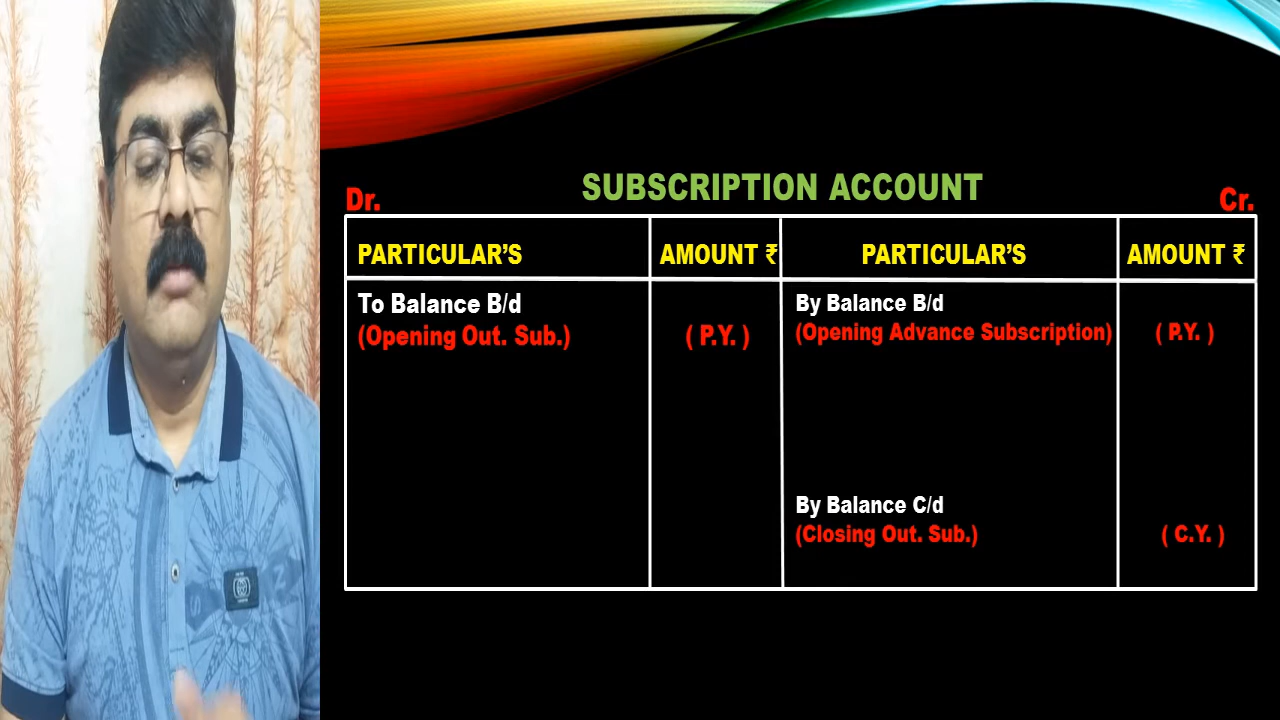 SUBSCRIPTION ACCOUNT
Dr. Cr.
PARTICULAR'S AMOUNT ₹ PARTICULAR'S AMOUNT ₹
To Balance B/d
(Opening Out. Sub.) ( P.Y. )
By Balance B/d
(Opening Advance Subscription) ( P.Y. )
By Balance C/d
(Closing Out. Sub.) ( C.Y. )